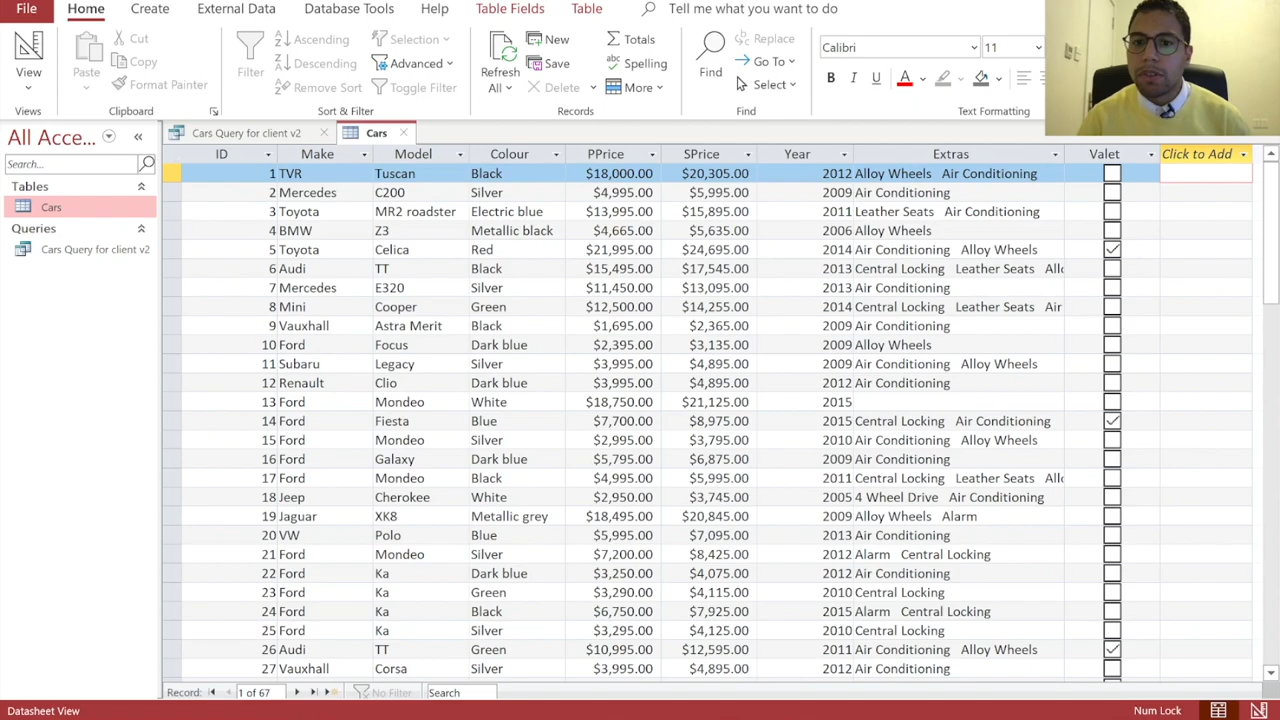 File Home Create External Data Database Tools Help Table Fields Table Tell me what you want to do
View Paste Cut Copy Format Painter
Filter Ascending Descending Remove Sort Selection Advanced Toggle Filter
Refresh All New Save Delete Totals Spelling More
Find Replace Go To Select
Calibri 11
B I U A
Views Clipboard Sort & Filter Records Find Text Formatting
All Acce...
Search...
Tables
Cars
Queries
Cars Query for client v2
Cars Query for client v2 Cars
ID Make Model Colour PPrice SPrice Year Extras Valet Click to Add
1 TVR Tuscan Black $18,000.00 $20,305.00 2012 Alloy Wheels Air Conditioning
2 Mercedes C200 Silver $4,995.00 $5,995.00 2009 Air Conditioning
3 Toyota MR2 roadster Electric blue $13,995.00 $15,895.00 2011 Leather Seats Air Conditioning
4 BMW Z3 Metallic black $4,665.00 $5,635.00 2006 Alloy Wheels
5 Toyota Celica Red $21,995.00 $24,695.00 2014 Air Conditioning Alloy Wheels
6 Audi TT Black $15,495.00 $17,545.00 2013 Central Locking Leather Seats Allo
7 Mercedes E320 Silver $11,450.00 $13,095.00 2013 Air Conditioning
8 Mini Cooper Green $12,500.00 $14,255.00 2014 Central Locking Leather Seats Air
9 Vauxhall Astra Merit Black $1,695.00 $2,365.00 2009 Air Conditioning
10 Ford Focus Dark blue $2,395.00 $3,135.00 2009 Alloy Wheels
11 Subaru Legacy Silver $3,995.00 $4,895.00 2009 Air Conditioning Alloy Wheels
12 Renault Clio Dark blue $3,995.00 $4,895.00 2012 Air Conditioning
13 Ford Mondeo White $18,750.00 $21,125.00 2015
14 Ford Fiesta Blue $7,700.00 $8,975.00 2015 Central Locking Air Conditioning
15 Ford Mondeo Silver $2,995.00 $3,795.00 2010 Air Conditioning Alloy Wheels
16 Ford Galaxy Dark blue $5,795.00 $6,875.00 2009 Air Conditioning
17 Ford Mondeo Black $4,995.00 $5,995.00 2011 Central Locking Leather Seats Allo
18 Jeep Cherokee White $2,950.00 $3,745.00 2005 4 Wheel Drive Air Conditioning
19 Jaguar XK8 Metallic grey $18,495.00 $20,845.00 2009 Alloy Wheels Alarm
20 VW Polo Blue $5,995.00 $7,095.00 2013 Air Conditioning
21 Ford Mondeo Silver $7,200.00 $8,425.00 2012 Alarm Central Locking
22 Ford Ka Dark blue $3,250.00 $4,075.00 2010 Air Conditioning
23 Ford Ka Green $3,290.00 $4,115.00 2010 Central Locking
24 Ford Ka Black $6,750.00 $7,925.00 2015 Alarm Central Locking
25 Ford Ka Silver $3,295.00 $4,125.00 2010 Central Locking
26 Audi TT Green $10,995.00 $12,595.00 2011 Air Conditioning Alloy Wheels
27 Vauxhall Corsa Silver $3,995.00 $4,895.00 2012 Air Conditioning
Record: 1 of 67 No Filter Search
Datasheet View Num Lock